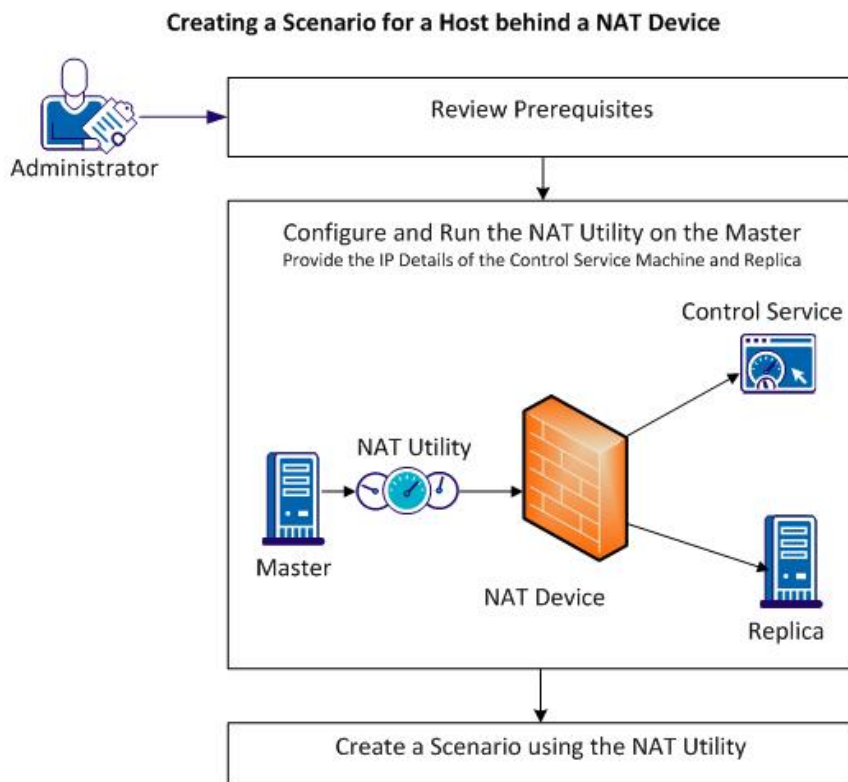 Creating a Scenario for a Host behind a NAT Device
Review Prerequisites
Administrator
Configure and Run the NAT Utility on the Master
Provide the IP Details of the Control Service Machine and Replica
Control Service
NAT Utility
Master
NAT Device
Replica
Create a Scenario using the NAT Utility